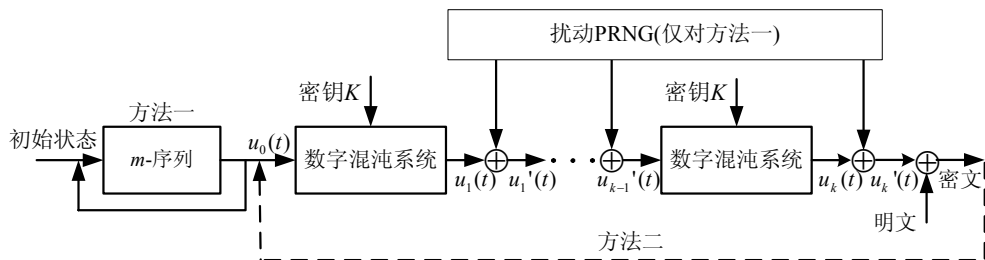 扰动PRNG(仅对方法一)
密钥K
密钥K
方法一
初始状态
m-序列
u₀(t)
数字混沌系统
u₁(t)
u₁'(t)
uₖ₋₁'(t)
数字混沌系统
uₖ(t)
uₖ'(t)
密文
明文
方法二